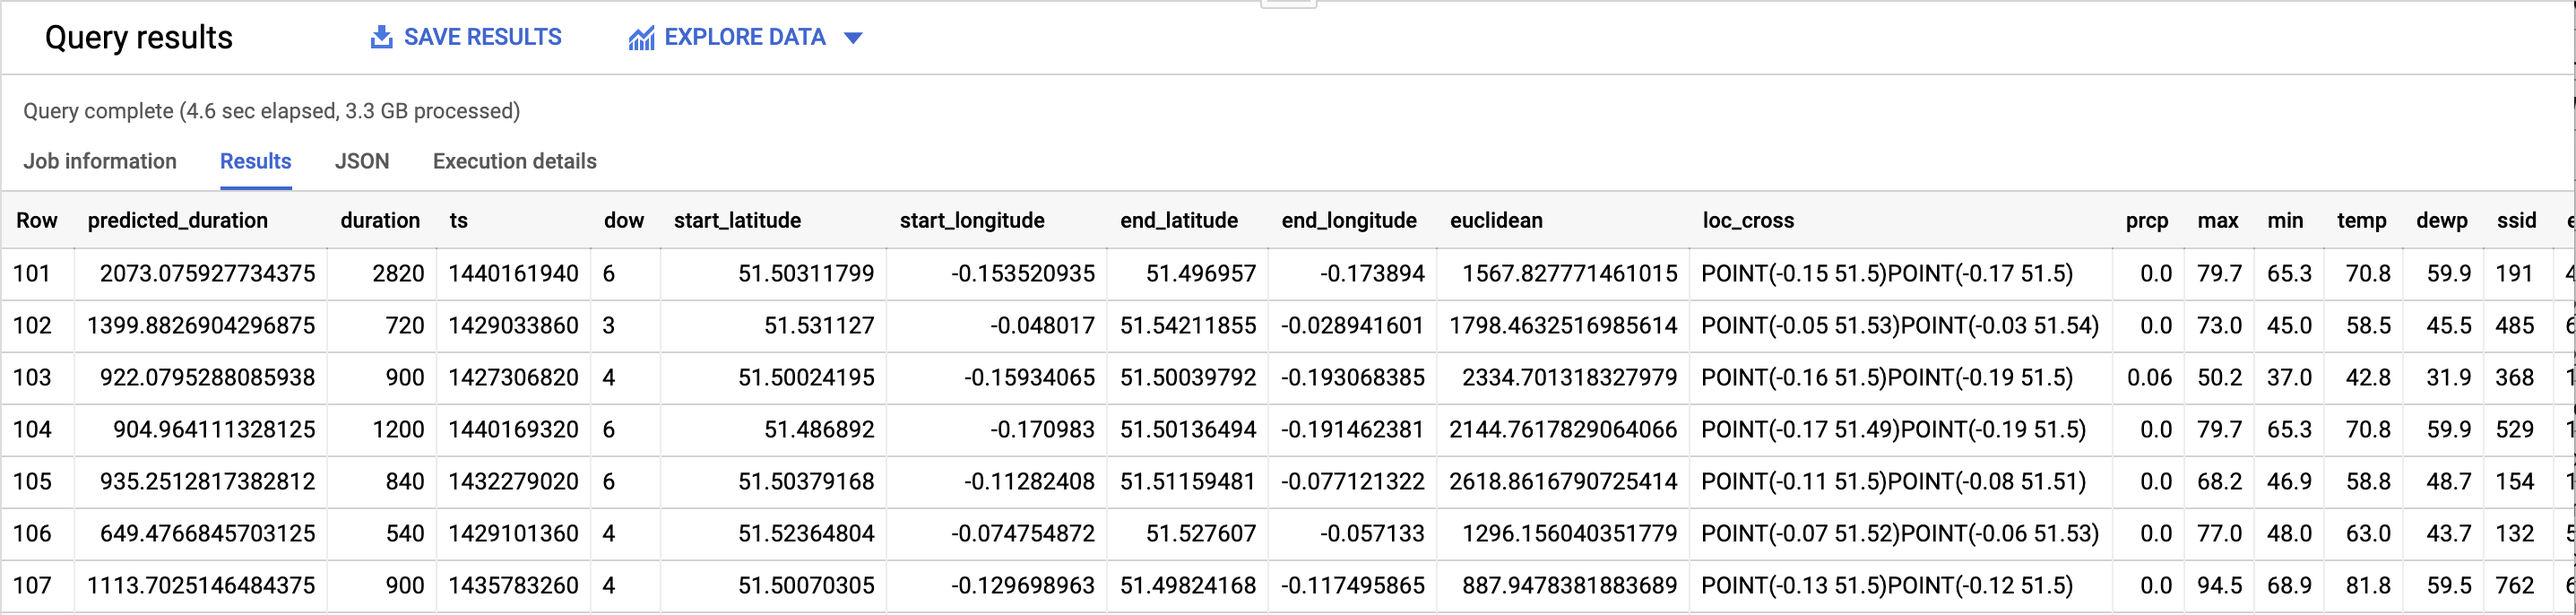 Query results SAVE RESULTS EXPLORE DATA
Query complete (4.6 sec elapsed, 3.3 GB processed)
Job information Results JSON Execution details
Row predicted_duration duration ts dow start_latitude start_longitude end_latitude end_longitude euclidean loc_cross prcp max min temp dewp ssid
101 2073.075927734375 2820 1440161940 6 51.50311799 -0.153520935 51.496957 -0.173894 1567.827771461015 POINT(-0.15 51.5)POINT(-0.17 51.5) 0.0 79.7 65.3 70.8 59.9 191
102 1399.8826904296875 720 1429033860 3 51.531127 -0.048017 51.54211855 -0.028941601 1798.4632516985614 POINT(-0.05 51.53)POINT(-0.03 51.54) 0.0 73.0 45.0 58.5 45.5 485
103 922.0795288085938 900 1427306820 4 51.50024195 -0.15934065 51.50039792 -0.193068385 2334.701318327979 POINT(-0.16 51.5)POINT(-0.19 51.5) 0.06 50.2 37.0 42.8 31.9 368
104 904.964111328125 1200 1440169320 6 51.486892 -0.170983 51.50136494 -0.191462381 2144.7617829064066 POINT(-0.17 51.49)POINT(-0.19 51.5) 0.0 79.7 65.3 70.8 59.9 529
105 935.2512817382812 840 1432279020 6 51.50379168 -0.11282408 51.51159481 -0.077121322 2618.8616790725414 POINT(-0.11 51.5)POINT(-0.08 51.51) 0.0 68.2 46.9 58.8 48.7 154
106 649.4766845703125 540 1429101360 4 51.52364804 -0.074754872 51.527607 -0.057133 1296.156040351779 POINT(-0.07 51.52)POINT(-0.06 51.53) 0.0 77.0 48.0 63.0 43.7 132
107 1113.7025146484375 900 1435783260 4 51.50070305 -0.129698963 51.49824168 -0.117495865 887.9478381883689 POINT(-0.13 51.5)POINT(-0.12 51.5) 0.0 94.5 68.9 81.8 59.5 762